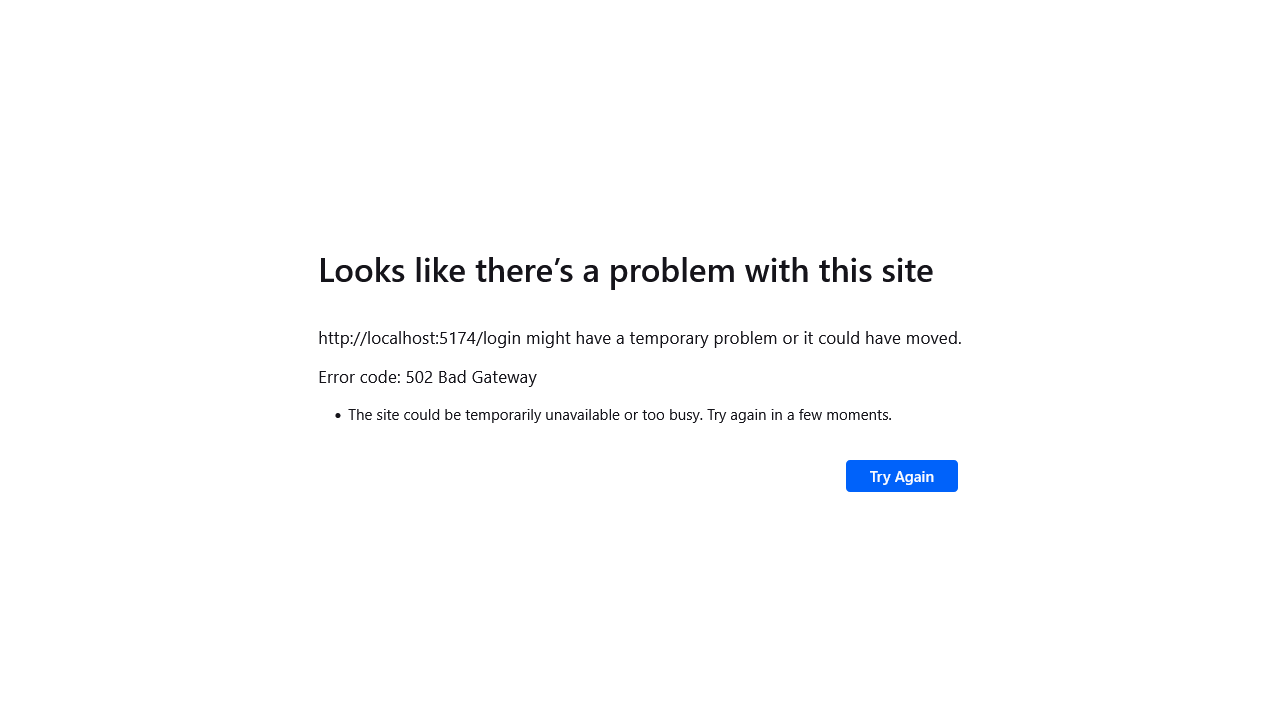 Looks like there’s a problem with this site
http://localhost:5174/login might have a temporary problem or it could have moved.
Error code: 502 Bad Gateway
• The site could be temporarily unavailable or too busy. Try again in a few moments.
Try Again